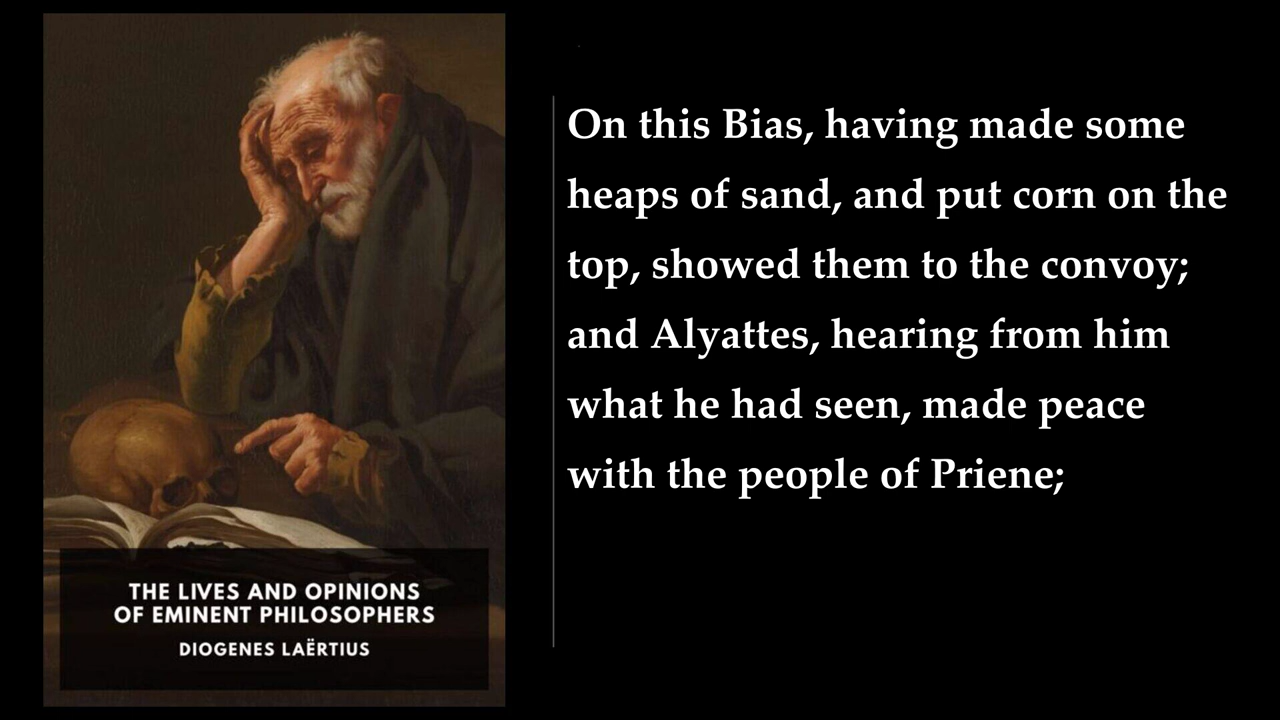 On this Bias, having made some
heaps of sand, and put corn on the
top, showed them to the convoy;
and Alyattes, hearing from him
what he had seen, made peace
with the people of Priene;
THE LIVES AND OPINIONS
OF EMINENT PHILOSOPHERS
DIOGENES LAËRTIUS